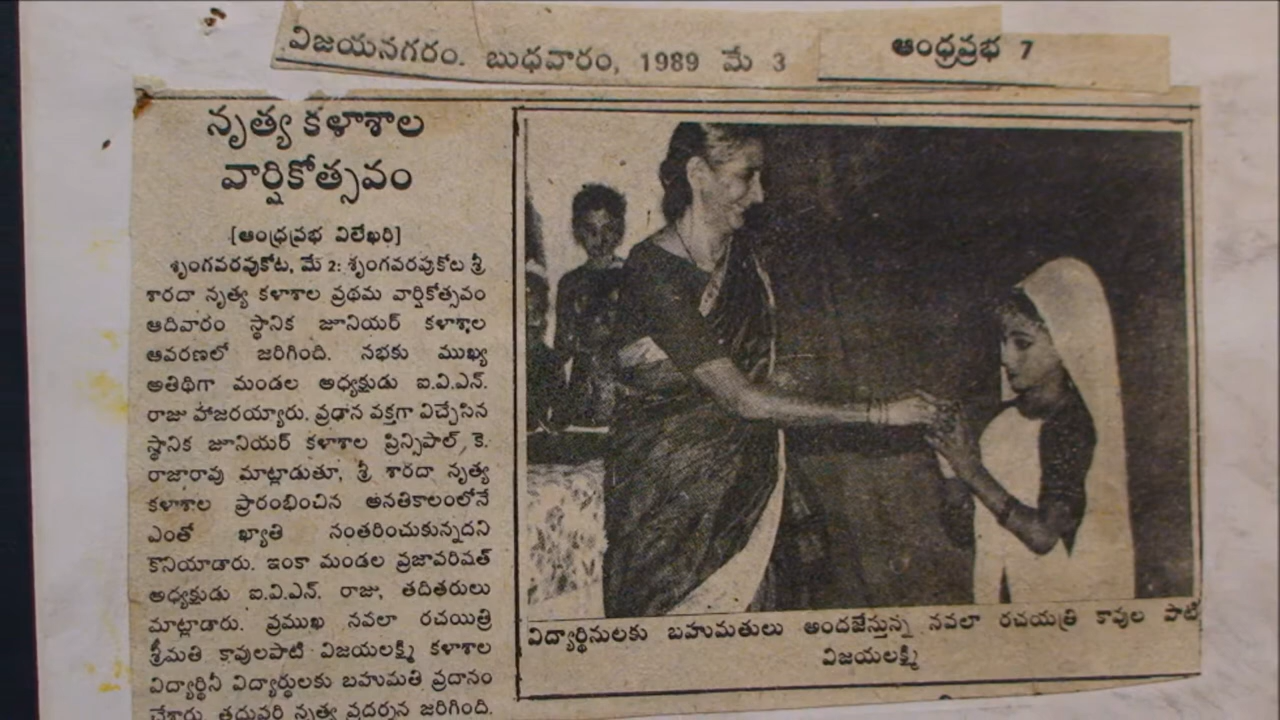 విజయనగరం. బుధవారం, 1989 మే 3
ఆంధ్రప్రభ 7
నృత్య కళాశాల
వార్షికోత్సవం
[ఆంధ్రప్రభ విలేఖరి]
శృంగవరపుకోట, మే 2: శృంగవరపుకోట శ్రీ
శారదా నృత్య కళాశాల ప్రథమ వార్షికోత్సవం
ఆదివారం స్థానిక జూనియర్ కళాశాల
ఆవరణలో జరిగింది. సభకు ముఖ్య
అతిథిగా మండల అధ్యక్షుడు ఐ.వి.ఎన్.
రాజు హాజరయ్యారు. ప్రధాన వక్తగా విచ్చేసిన
స్థానిక జూనియర్ కళాశాల ప్రిన్సిపాల్, కె.
రాజారావు మాట్లాడుతూ, శ్రీ శారదా నృత్య
కళాశాల ప్రారంభించిన అనతికాలంలోనే
ఎంతో ఖ్యాతి సంతరించుకున్నదని
కొనియాడారు. ఇంకా మండల ప్రజాపరిషత్
అధ్యక్షుడు ఐ.వి.ఎన్. రాజు, తదితరులు
మాట్లాడారు. ప్రముఖ నవలా రచయిత్రి
శ్రీమతి కావులపాటి విజయలక్ష్మి కళాశాల
విద్యార్థినీ విద్యార్థులకు బహుమతి ప్రదానం
చేశారు. తదుపరి నృత్య ప్రదర్శన జరిగింది.
విద్యార్థినులకు బహుమతులు అందజేస్తున్న నవలా రచయత్రి కావుల పాటి
విజయలక్ష్మి